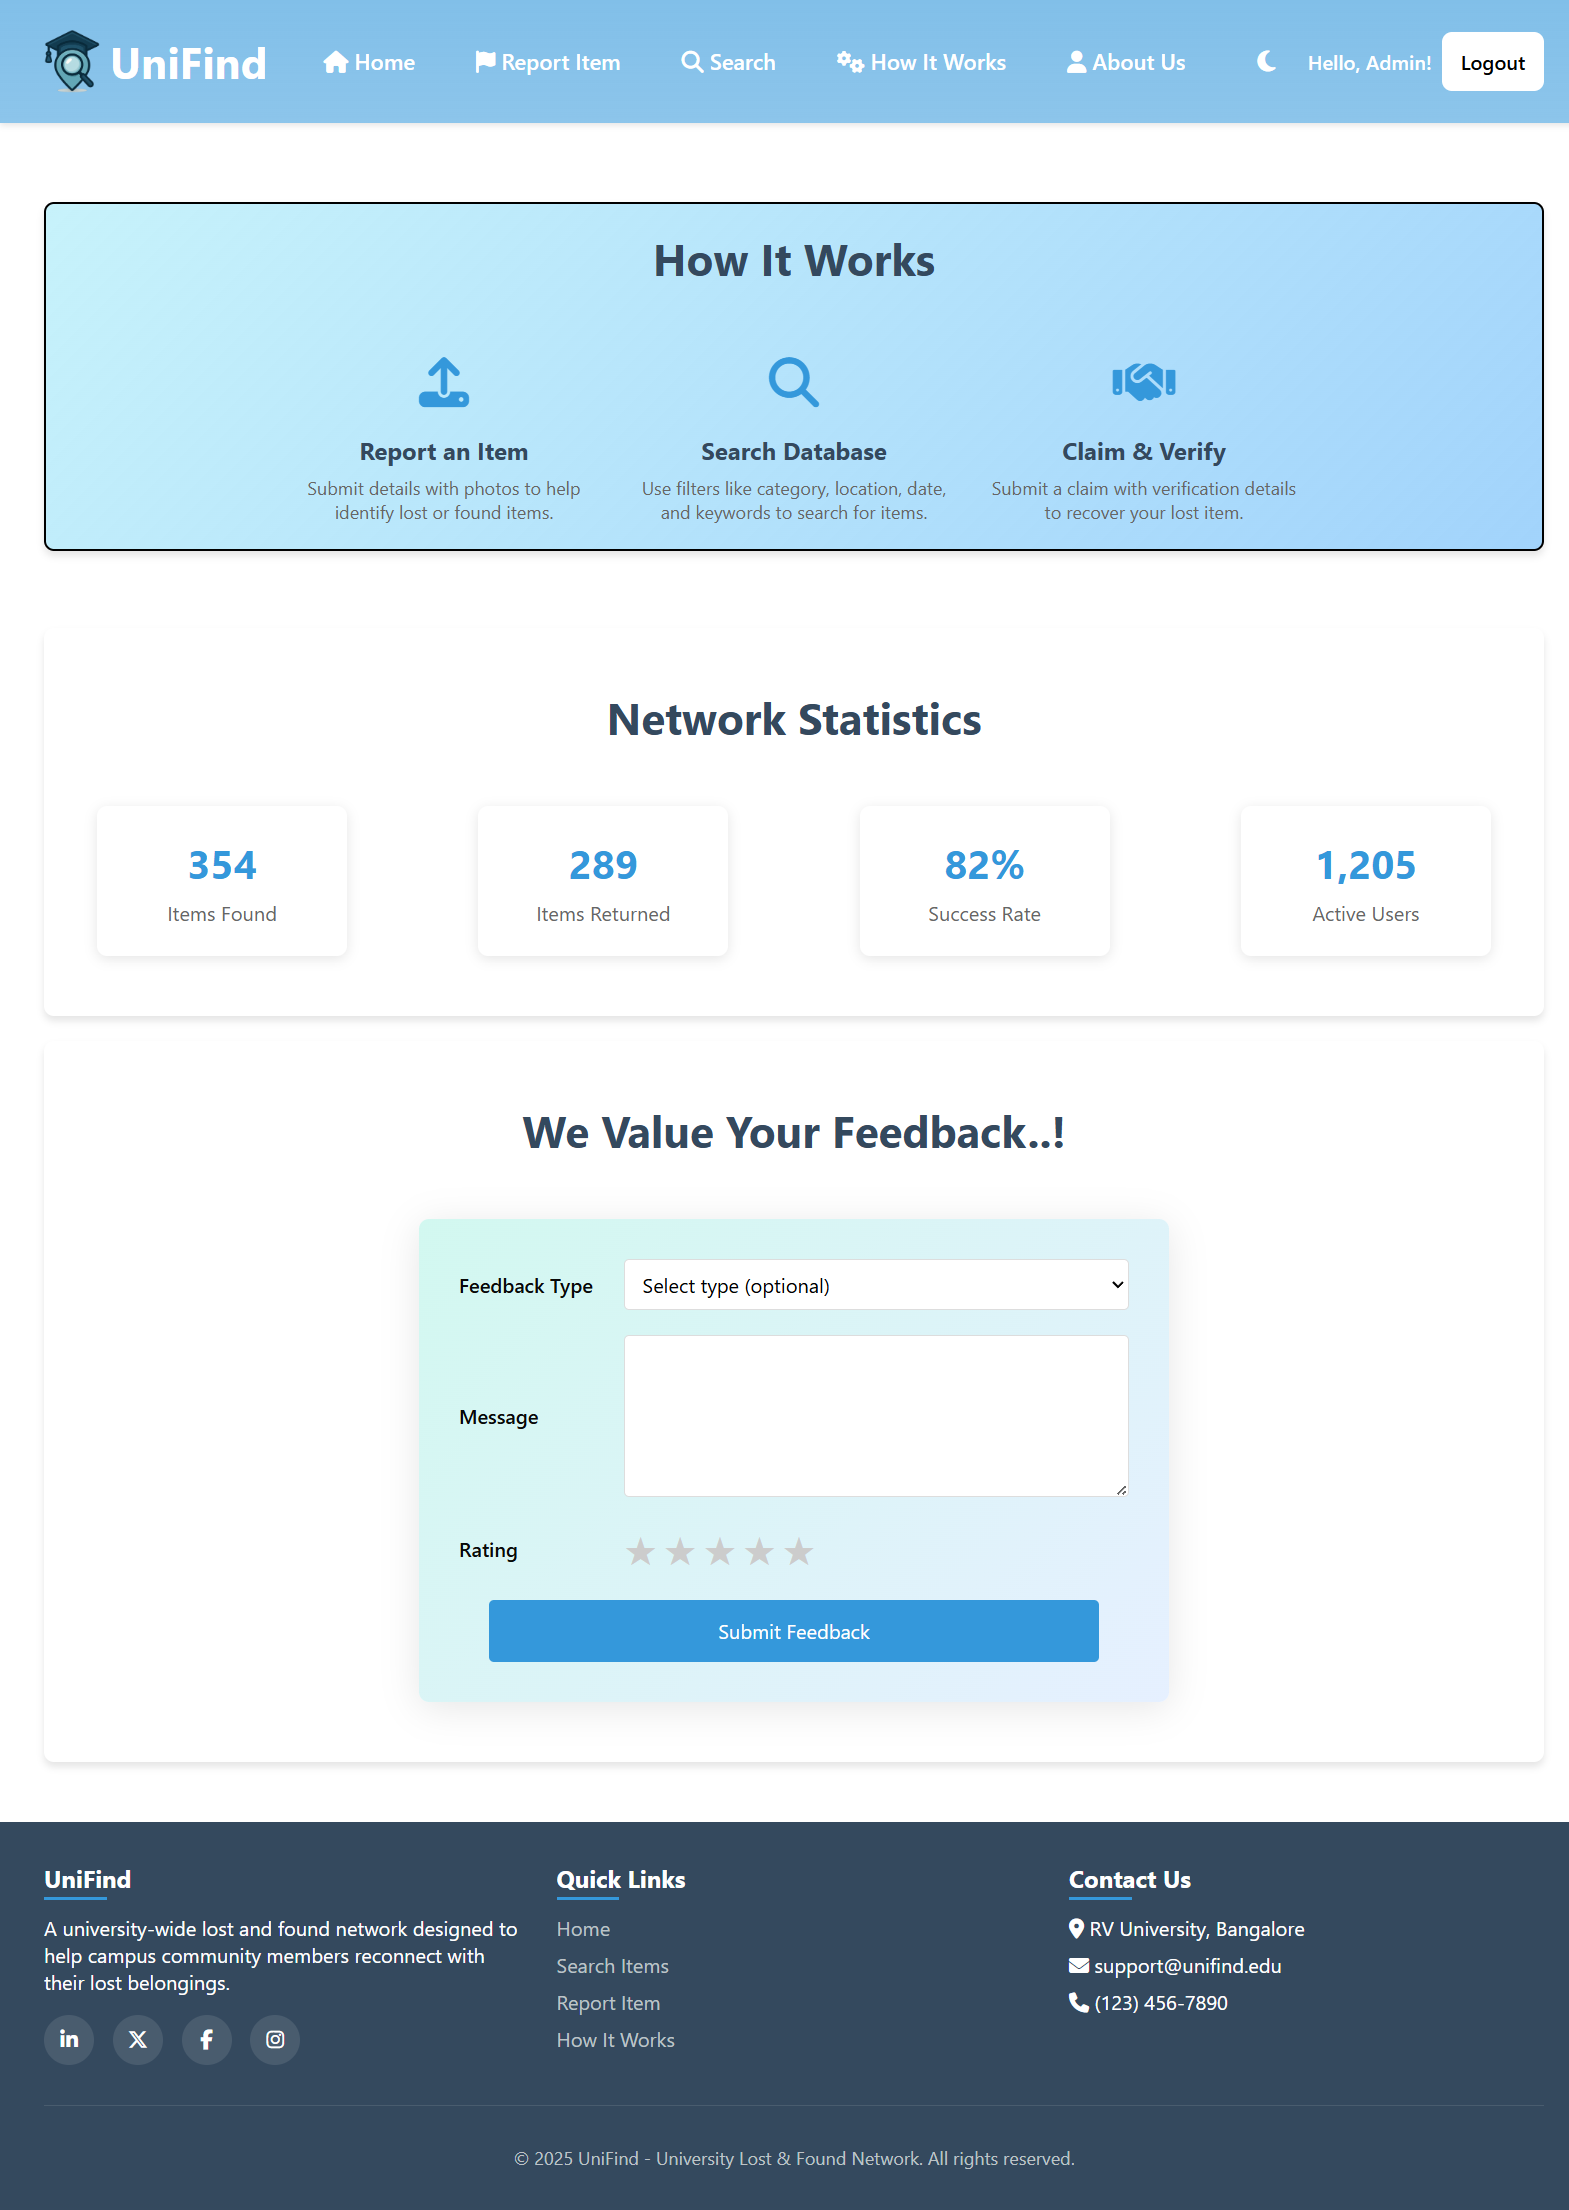 UniFind
Home
Report Item
Search
How It Works
About Us
Hello, Admin!
Logout
How It Works
Report an Item
Submit details with photos to help
identify lost or found items.
Search Database
Use filters like category, location, date,
and keywords to search for items.
Claim & Verify
Submit a claim with verification details
to recover your lost item.
Network Statistics
354
Items Found
289
Items Returned
82%
Success Rate
1,205
Active Users
We Value Your Feedback..!
Feedback Type
Select type (optional)
Message
Rating
Submit Feedback
UniFind
A university-wide lost and found network designed to
help campus community members reconnect with
their lost belongings.
Quick Links
Home
Search Items
Report Item
How It Works
Contact Us
RV University, Bangalore
support@unifind.edu
(123) 456-7890
© 2025 UniFind - University Lost & Found Network. All rights reserved.